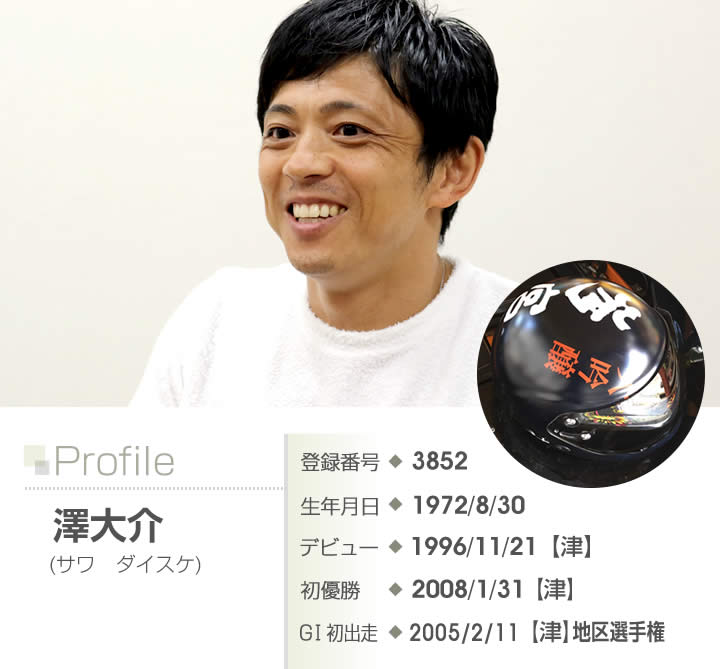 吟醸
Profile
澤大介
(サワ ダイスケ)
登録番号 ◆ 3852
生年月日 ◆ 1972/8/30
デビュー ◆ 1996/11/21【津】
初優勝 ◆ 2008/1/31【津】
GI初出走 ◆ 2005/2/11【津】地区選手権